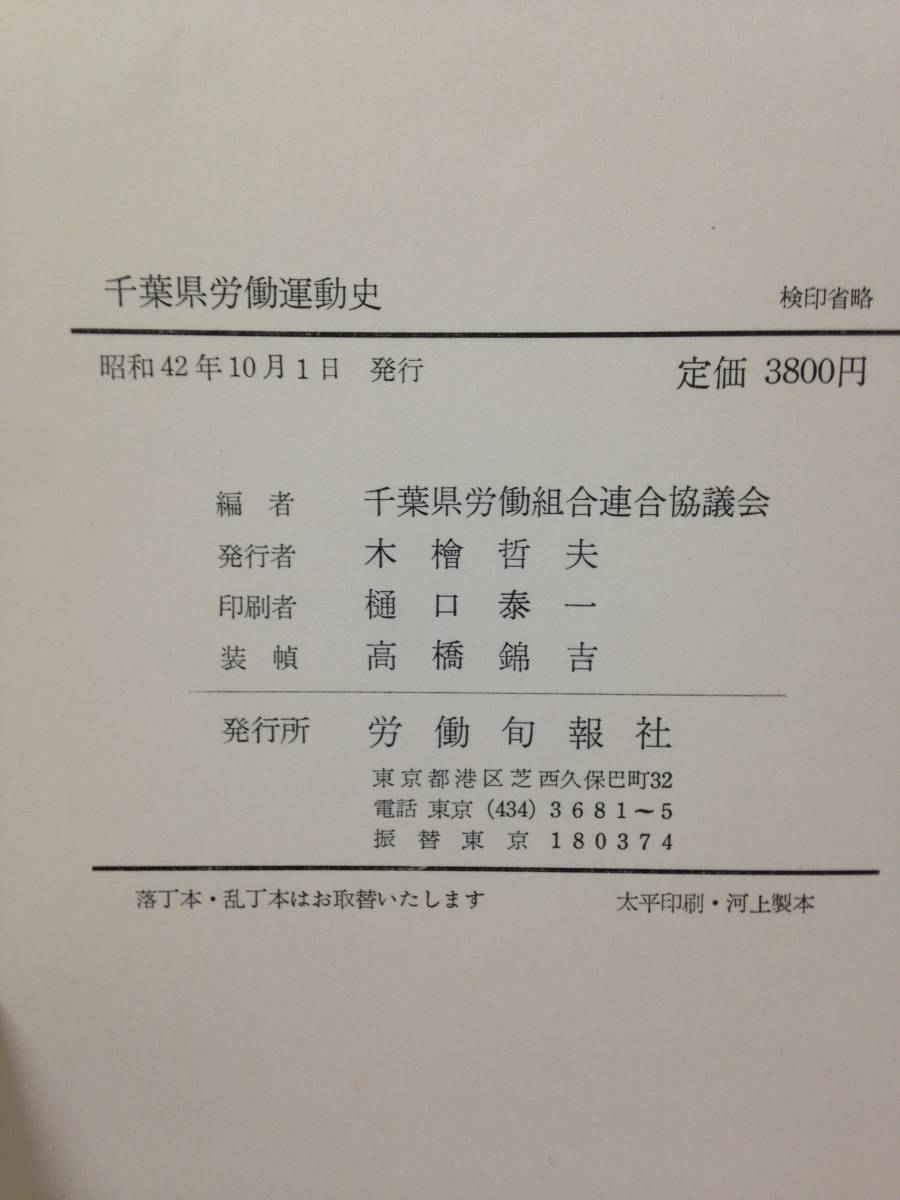 千葉県労働運動史 検印省略
昭和42年10月1日 発行 定価 3800円
編者 千葉県労働組合連合協議会
発行者 木檜哲夫
印刷者 樋口泰一
装幀 高橋錦吉
発行所 労働旬報社
東京都港区芝西久保巴町32
電話 東京 (434) 3681~5
振替東京 180374
落丁本・乱丁本はお取替いたします 太平印刷・河上製本